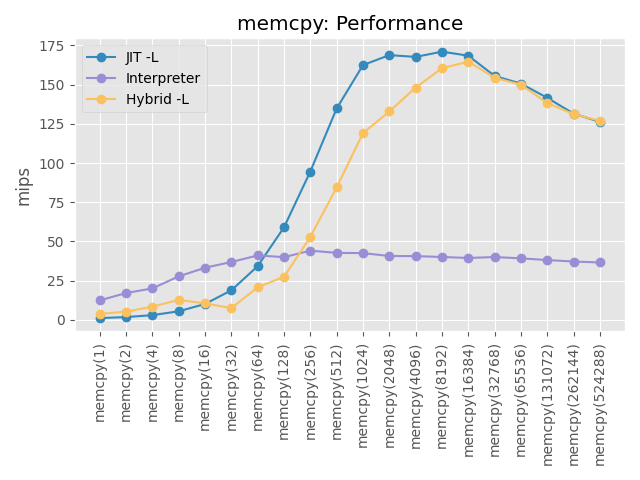 memcpy: Performance
JIT -L
Interpreter
Hybrid -L
mips
175
150
125
100
75
50
25
0
memcpy(1)
memcpy(2)
memcpy(4)
memcpy(8)
memcpy(16)
memcpy(32)
memcpy(64)
memcpy(128)
memcpy(256)
memcpy(512)
memcpy(1024)
memcpy(2048)
memcpy(4096)
memcpy(8192)
memcpy(16384)
memcpy(32768)
memcpy(65536)
memcpy(131072)
memcpy(262144)
memcpy(524288)